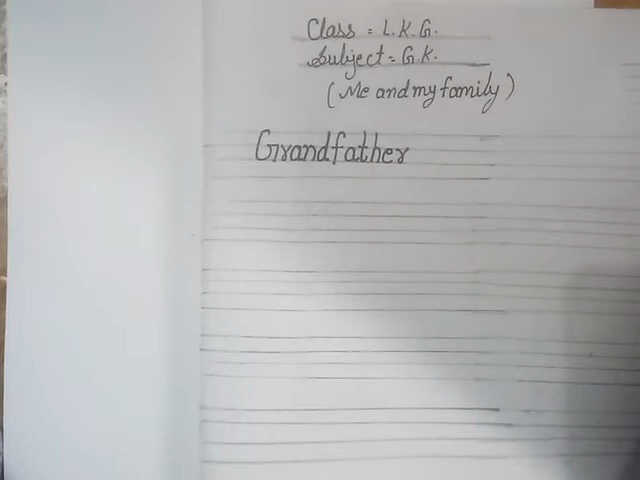 Class = L.K.G.
Subject = G.K.
(Me and my family)
Grandfather